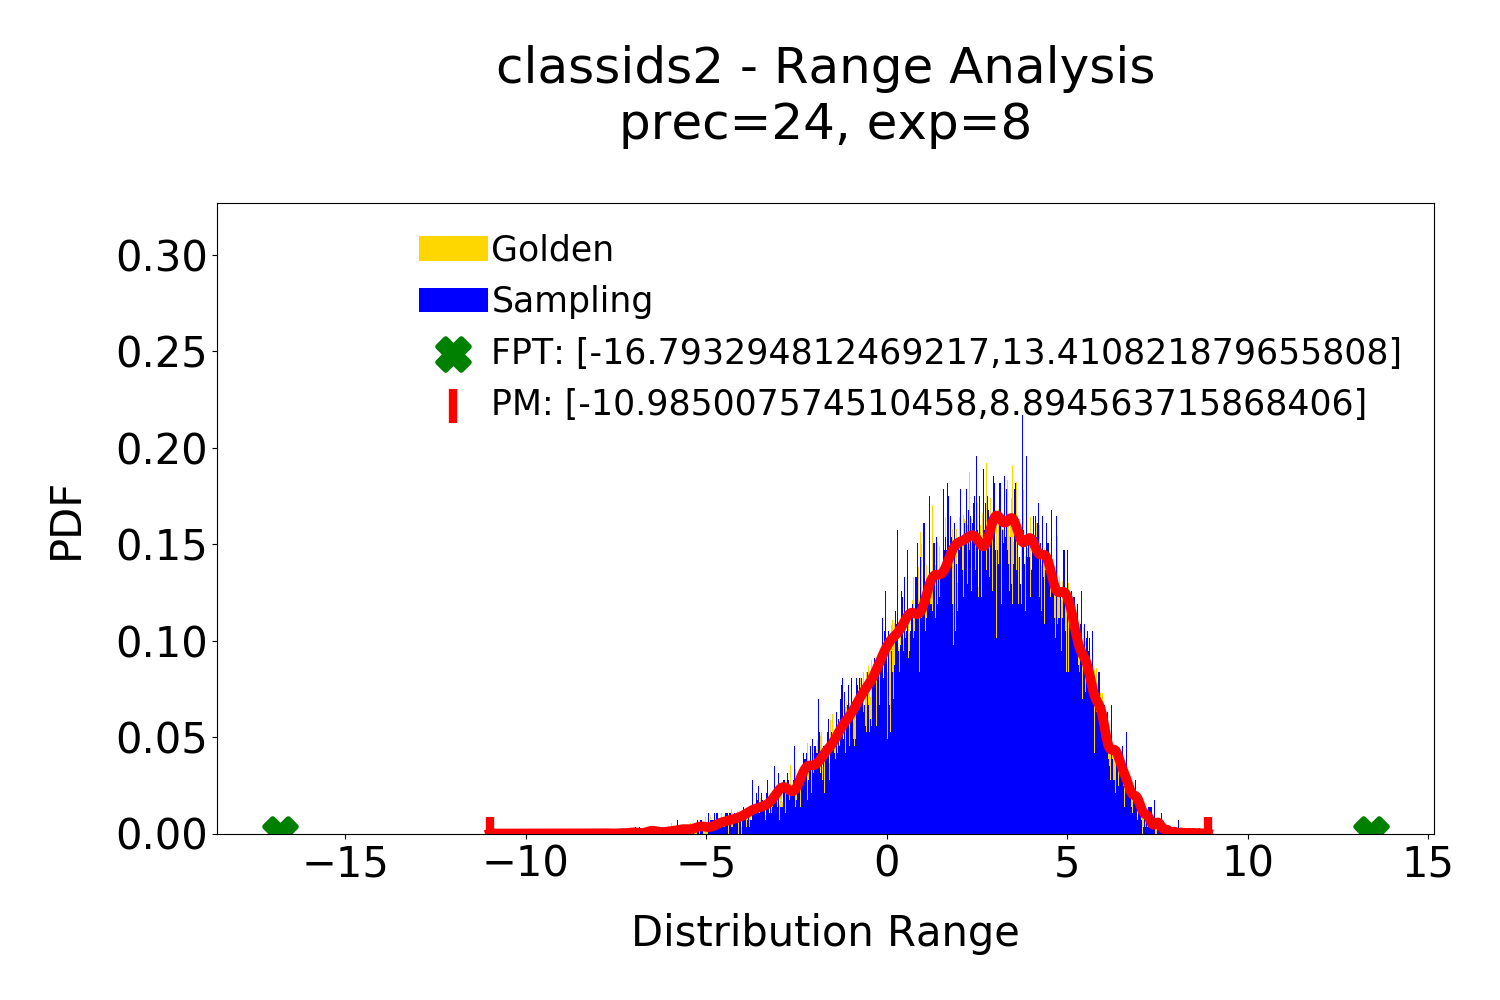 classids2 - Range Analysis
prec=24, exp=8
Golden
Sampling
FPT: [-16.793294812469217,13.410821879655808]
PM: [-10.985007574510458,8.894563715868406]
PDF
0.30
0.25
0.20
0.15
0.10
0.05
0.00
−15
−10
−5
0
5
10
15
Distribution Range